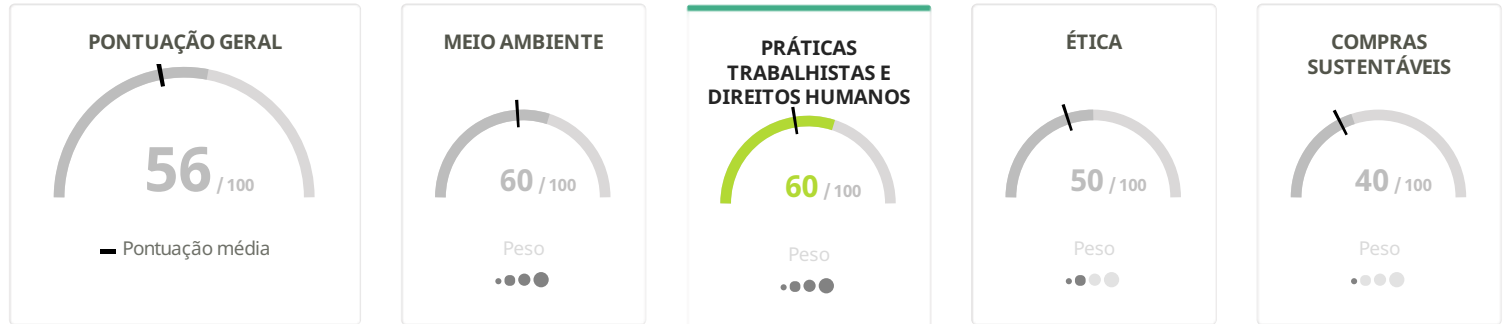 PONTUAÇÃO GERAL
56 / 100
Pontuação média
MEIO AMBIENTE
60 / 100
Peso
PRÁTICAS
TRABALHISTAS E
DIREITOS HUMANOS
60 / 100
Peso
ÉTICA
50 / 100
Peso
COMPRAS
SUSTENTÁVEIS
40 / 100
Peso